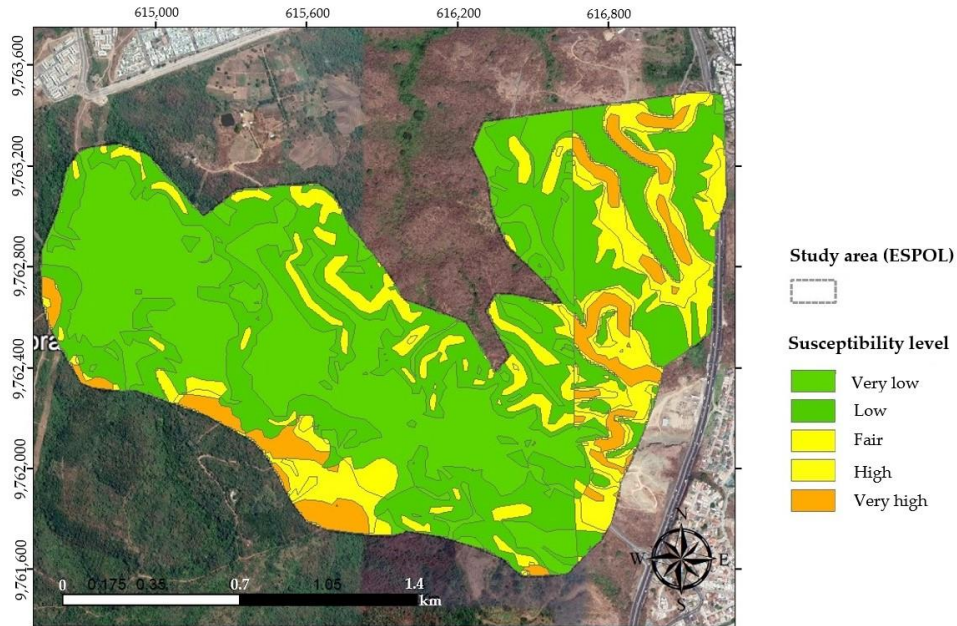 615,000
615,600
616,200
616,800
9,763,600
9,763,200
9,762,800
9,762,400
9,762,000
9,761,600
ora
Study area (ESPOL)
Susceptibility level
Very low
Low
Fair
High
Very high
N
W
E
S
0 0.175 0.35 0.7 1.05 1.4
km